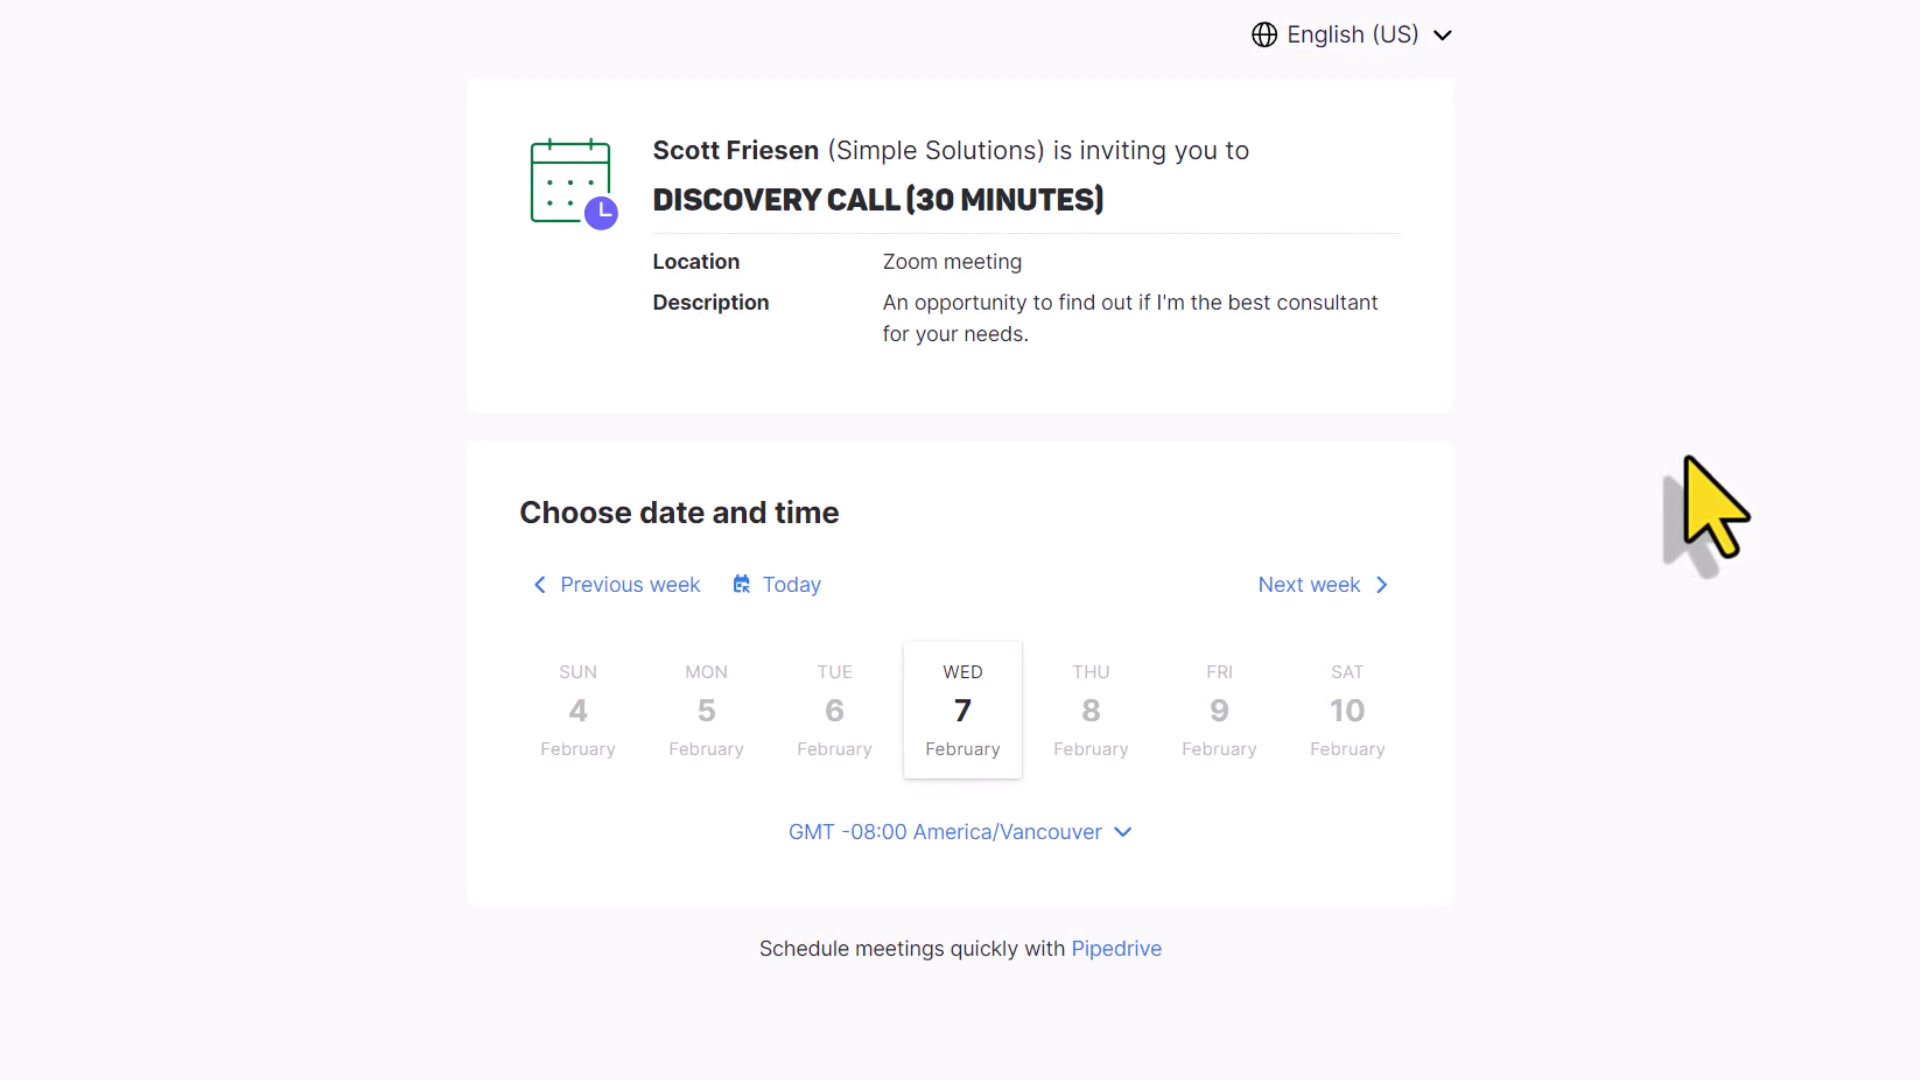 English (US)
Scott Friesen (Simple Solutions) is inviting you to
DISCOVERY CALL (30 MINUTES)
Location Zoom meeting
Description An opportunity to find out if I'm the best consultant
for your needs.
Choose date and time
Previous week Today Next week
SUN MON TUE WED THU FRI SAT
4 5 6 7 8 9 10
February February February February February February February
GMT -08:00 America/Vancouver
Schedule meetings quickly with Pipedrive